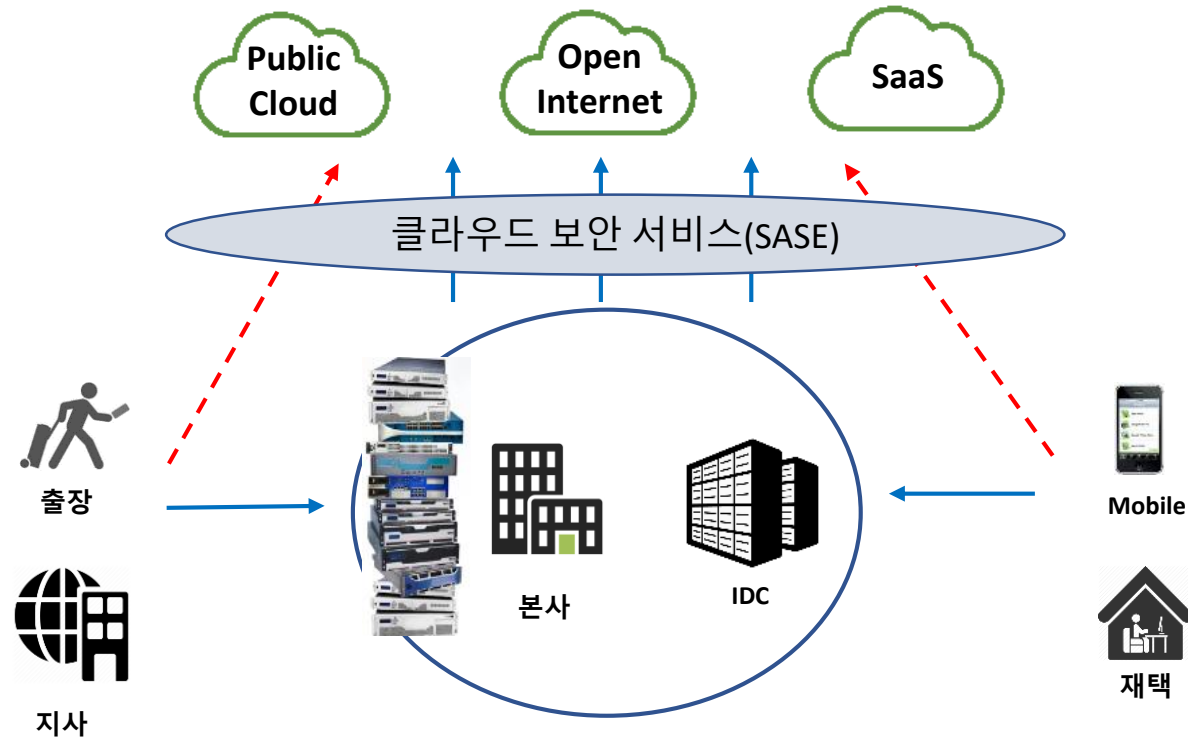 Public
Cloud
Open
Internet
SaaS
클라우드 보안 서비스(SASE)
출장
Mobile
본사
IDC
지사
재택